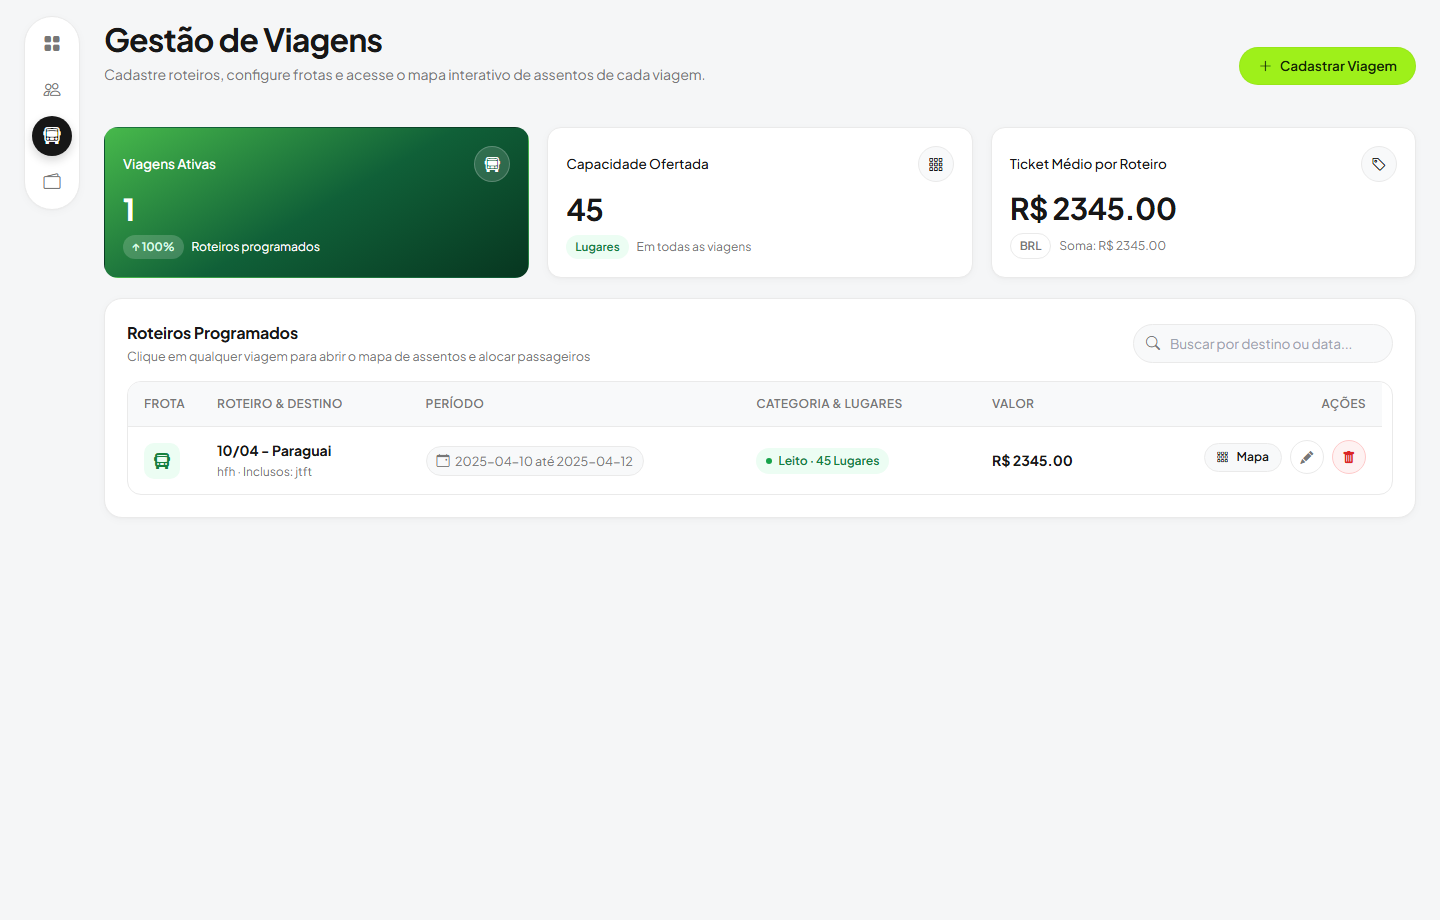 Gestão de Viagens
Cadastre roteiros, configure frotas e acesse o mapa interativo de assentos de cada viagem.
+ Cadastrar Viagem
Viagens Ativas
1
↑ 100% Roteiros programados
Capacidade Ofertada
45
Lugares Em todas as viagens
Ticket Médio por Roteiro
R$ 2345.00
BRL Soma: R$ 2345.00
Roteiros Programados
Clique em qualquer viagem para abrir o mapa de assentos e alocar passageiros
Buscar por destino ou data...
FROTA ROTEIRO & DESTINO PERÍODO CATEGORIA & LUGARES VALOR AÇÕES
10/04 - Paraguai
hfh · Inclusos: jtft
2025-04-10 até 2025-04-12
Leito · 45 Lugares
R$ 2345.00
Mapa